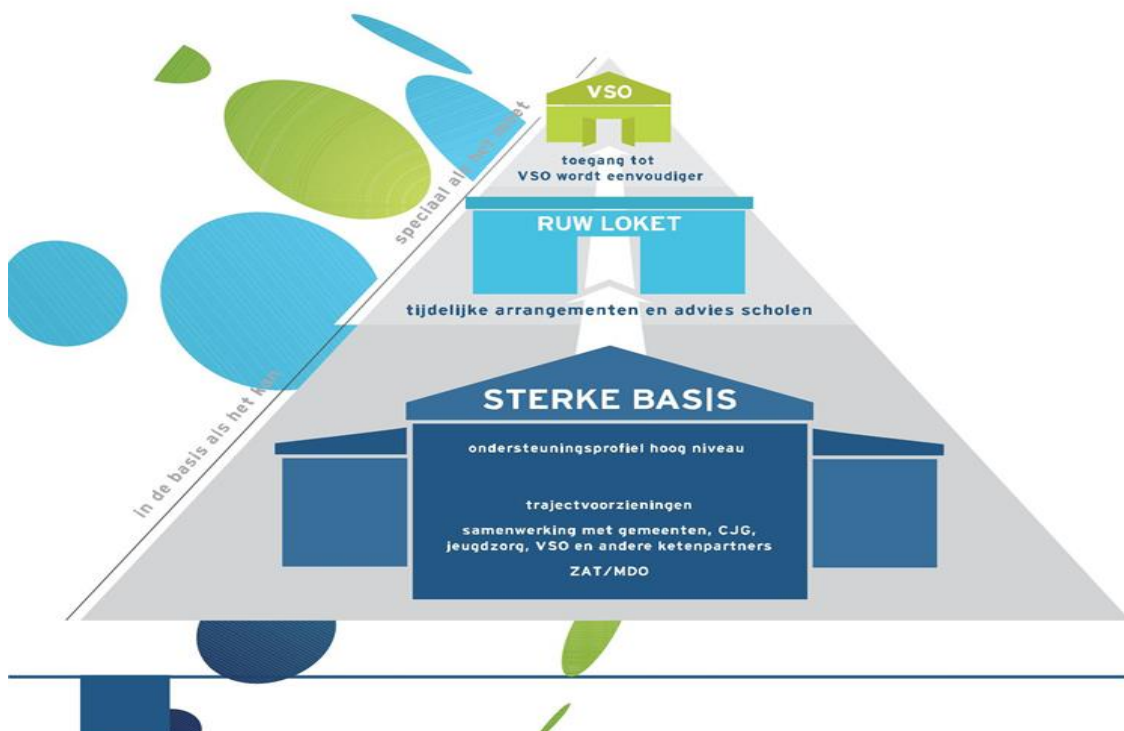 VSO
toegang tot
VSO wordt eenvoudiger
speciaal als het moet
RUW LOKET
tijdelijke arrangementen en advies scholen
in de basis als het kan
STERKE BAS|S
ondersteuningsprofiel hoog niveau
trajectvoorzieningen
samenwerking met gemeenten, CJG,
jeugdzorg, VSO en andere ketenpartners
ZAT/MDO